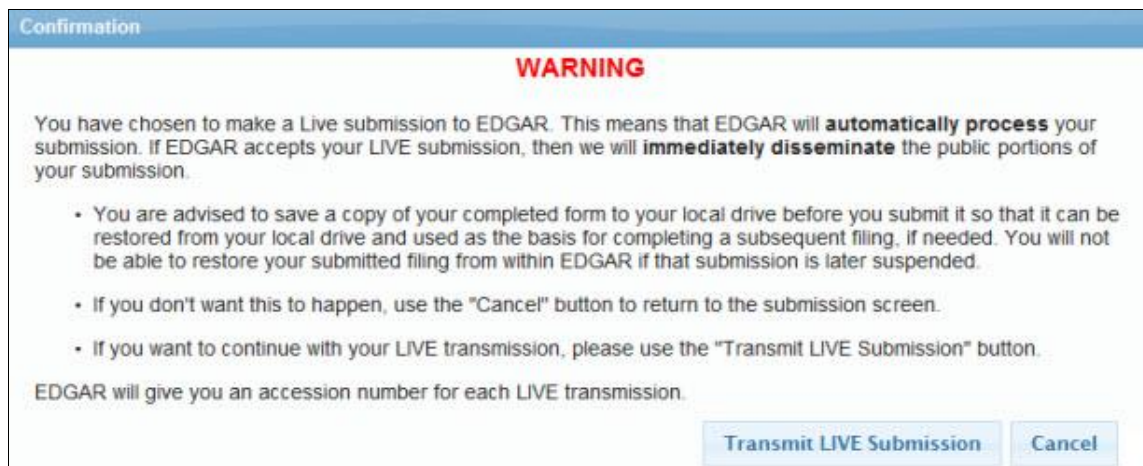 Confirmation
WARNING
You have chosen to make a Live submission to EDGAR. This means that EDGAR will automatically process your
submission. If EDGAR accepts your LIVE submission, then we will immediately disseminate the public portions of
your submission.
• You are advised to save a copy of your completed form to your local drive before you submit it so that it can be
restored from your local drive and used as the basis for completing a subsequent filing, if needed. You will not
be able to restore your submitted filing from within EDGAR if that submission is later suspended.
• If you don't want this to happen, use the "Cancel" button to return to the submission screen.
• If you want to continue with your LIVE transmission, please use the "Transmit LIVE Submission" button.
EDGAR will give you an accession number for each LIVE transmission.
Transmit LIVE Submission Cancel